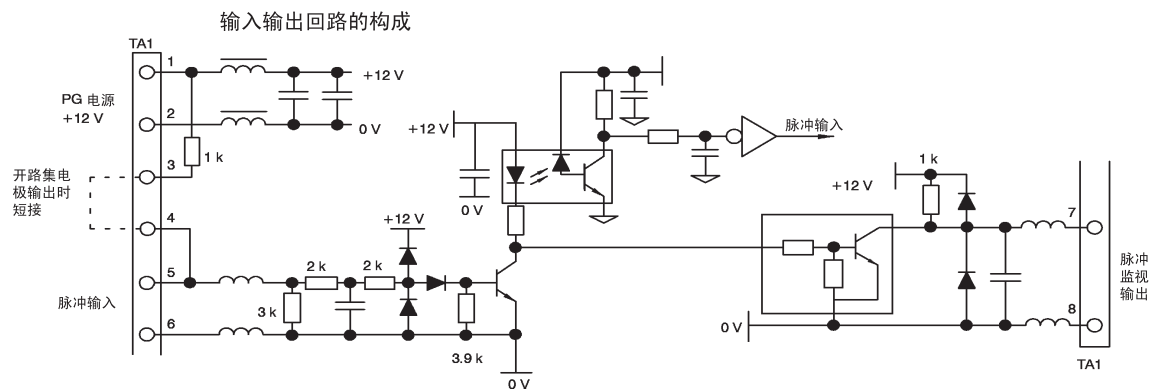 输入输出回路的构成
TA1
1
+12 V
PG 电源
+12 V
2
0 V
1 k
3
开路集电
极输出时
短接
4
+12 V
0 V
脉冲输入
+12 V
5
2 k
2 k
脉冲输入
3 k
6
3.9 k
0 V
1 k
+12 V
7
脉冲
监视
输出
0 V
8
TA1